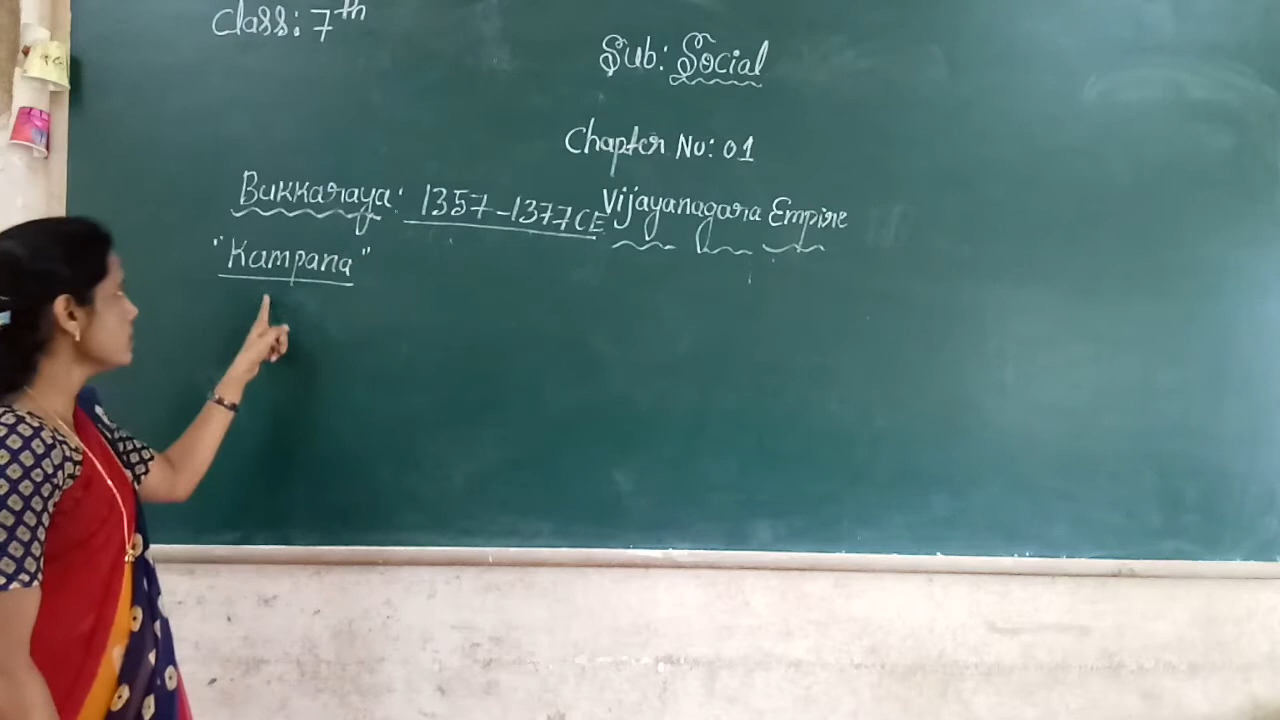 Class: 7th
Sub: Social
Chapter No: 01
Bukkaraya: 1357-1377CE Vijayanagara Empire
"Kampana"